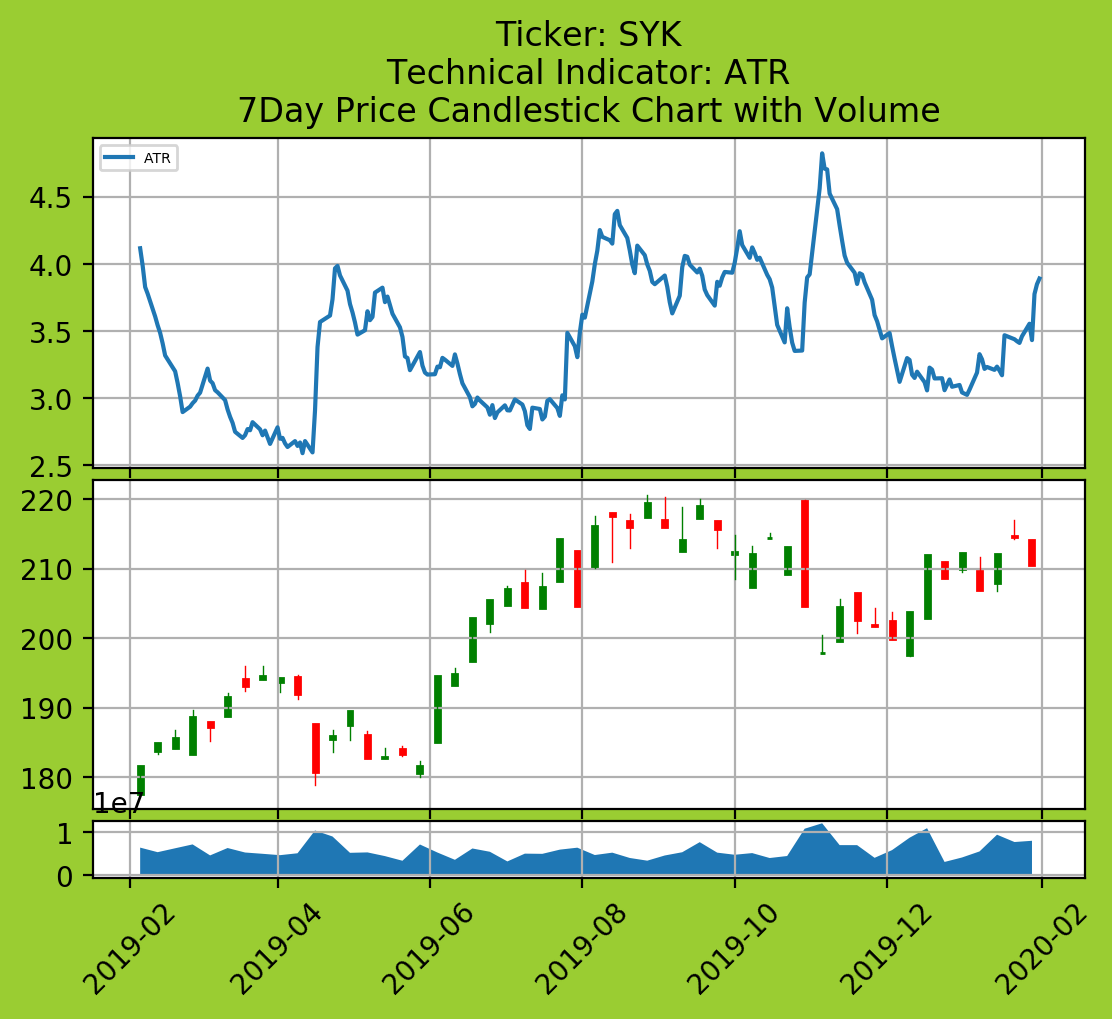 Ticker: SYK
Technical Indicator: ATR
7Day Price Candlestick Chart with Volume
ATR
4.5
4.0
3.5
3.0
2.5
220
210
200
190
180
1e7
1
0
2019-02 2019-04 2019-06 2019-08 2019-10 2019-12 2020-02